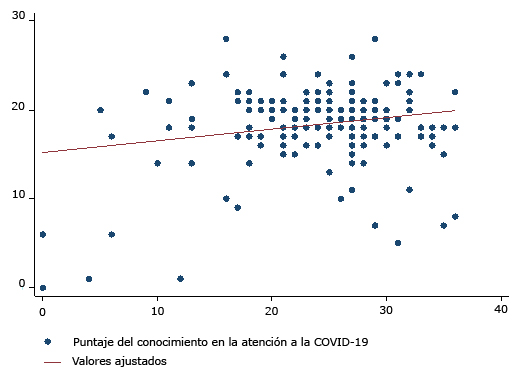 30
20
10
0
0 10 20 30 40
Puntaje del conocimiento en la atención a la COVID-19
Valores ajustados